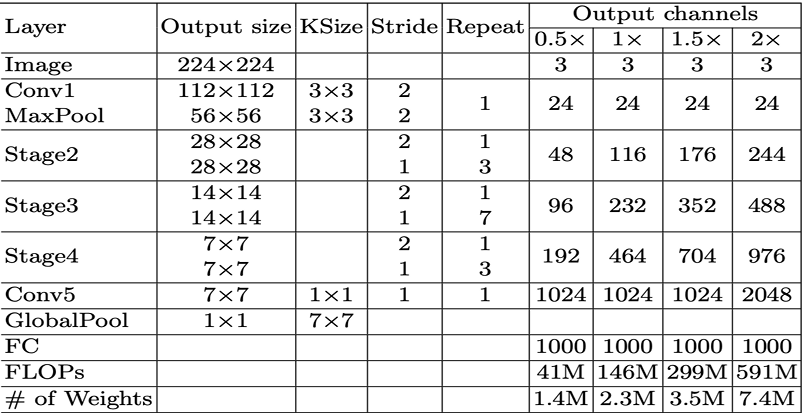 Layer Output size KSize Stride Repeat Output channels
0.5× 1× 1.5× 2×
Image 224×224 3 3 3 3
Conv1 112×112 3×3 2
MaxPool 56×56 3×3 2 1 24 24 24 24
Stage2 28×28 2 1
28×28 1 3 48 116 176 244
Stage3 14×14 2 1
14×14 1 7 96 232 352 488
Stage4 7×7 2 1
7×7 1 3 192 464 704 976
Conv5 7×7 1×1 1 1 1024 1024 1024 2048
GlobalPool 1×1 7×7
FC 1000 1000 1000 1000
FLOPs 41M 146M 299M 591M
# of Weights 1.4M 2.3M 3.5M 7.4M